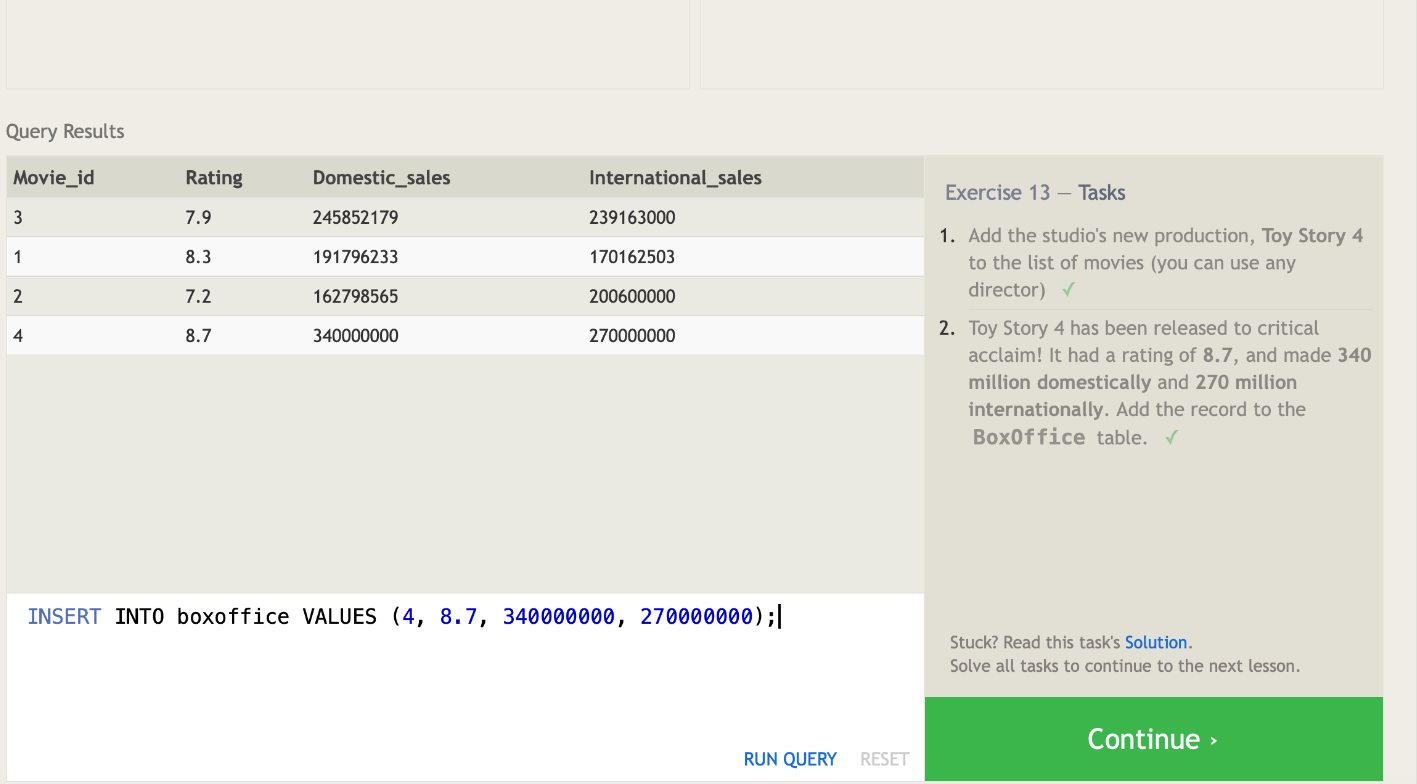 Query Results
Movie_id Rating Domestic_sales International_sales
3 7.9 245852179 239163000
1 8.3 191796233 170162503
2 7.2 162798565 200600000
4 8.7 340000000 270000000
INSERT INTO boxoffice VALUES (4, 8.7, 340000000, 270000000);
RUN QUERY RESET
Exercise 13 — Tasks
1. Add the studio's new production, Toy Story 4
to the list of movies (you can use any
director) ✓
2. Toy Story 4 has been released to critical
acclaim! It had a rating of 8.7, and made 340
million domestically and 270 million
internationally. Add the record to the
BoxOffice table. ✓
Stuck? Read this task's Solution.
Solve all tasks to continue to the next lesson.
Continue ›